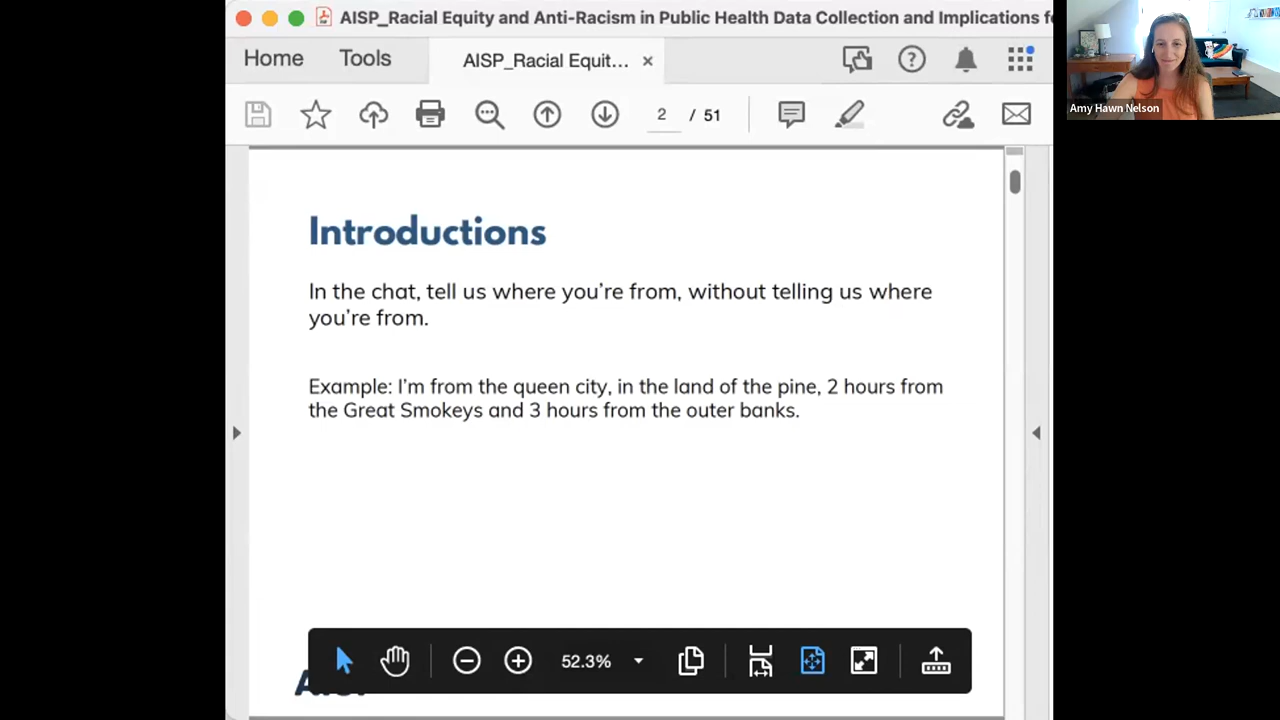 AISP_Racial Equity and Anti-Racism in Public Health Data Collection and Implications fo
Home
Tools
AISP_Racial Equit...
2 / 51
Introductions
In the chat, tell us where you're from, without telling us where
you're from.
Example: I'm from the queen city, in the land of the pine, 2 hours from
the Great Smokeys and 3 hours from the outer banks.
52.3%
Amy Hawn Nelson